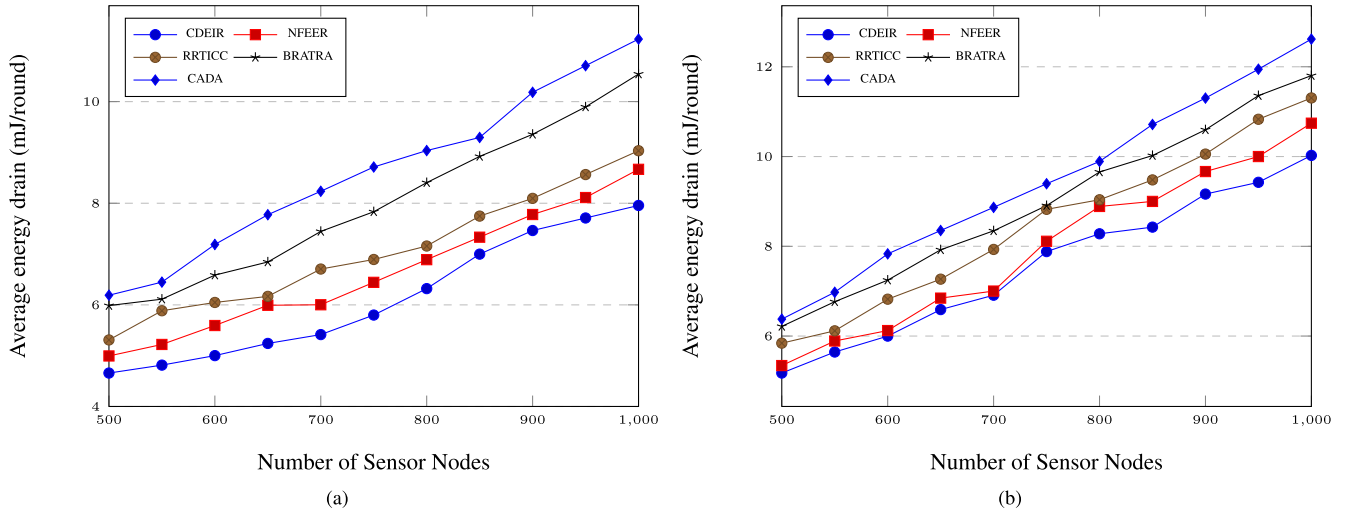 CDEIR NFEER
RRTICC BRATRA
CADA
Average energy drain (mJ/round)
10
8
6
4
500 600 700 800 900 1,000
Number of Sensor Nodes
(a)
CDEIR NFEER
RRTICC BRATRA
CADA
Average energy drain (mJ/round)
12
10
8
6
500 600 700 800 900 1,000
Number of Sensor Nodes
(b)